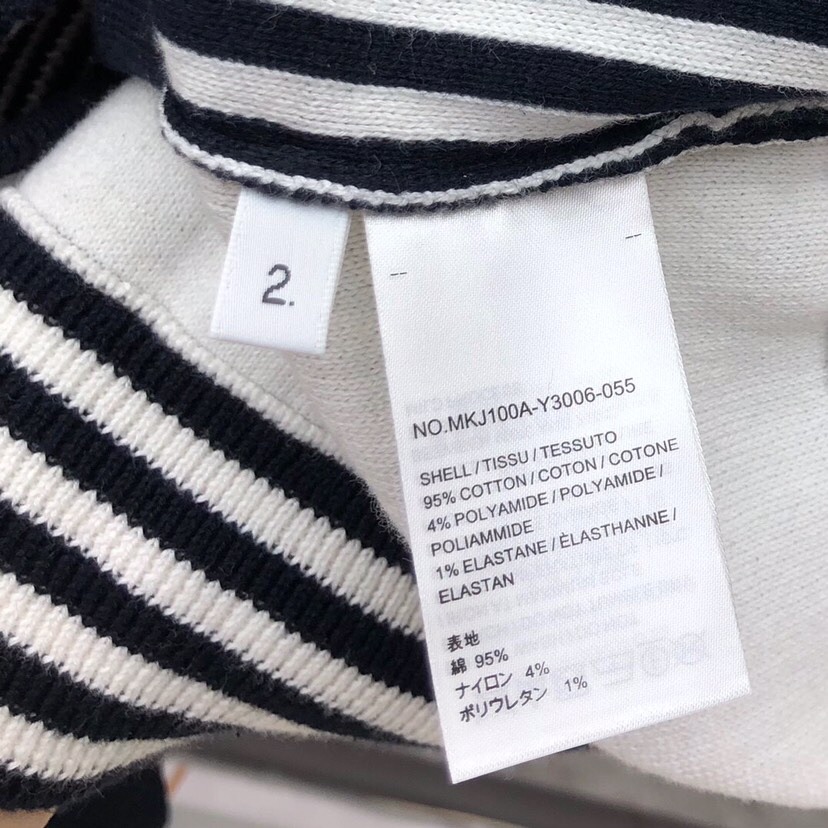 2.
NO.MKJ100A-Y3006-055
SHELL / TISSU / TESSUTO
95% COTTON / COTON / COTONE
4% POLYAMIDE / POLYAMIDE /
POLIAMMIDE
1% ELASTANE / ÈLASTHANNE /
ELASTAN
表地
綿 95%
ナイロン 4%
ポリウレタン 1%